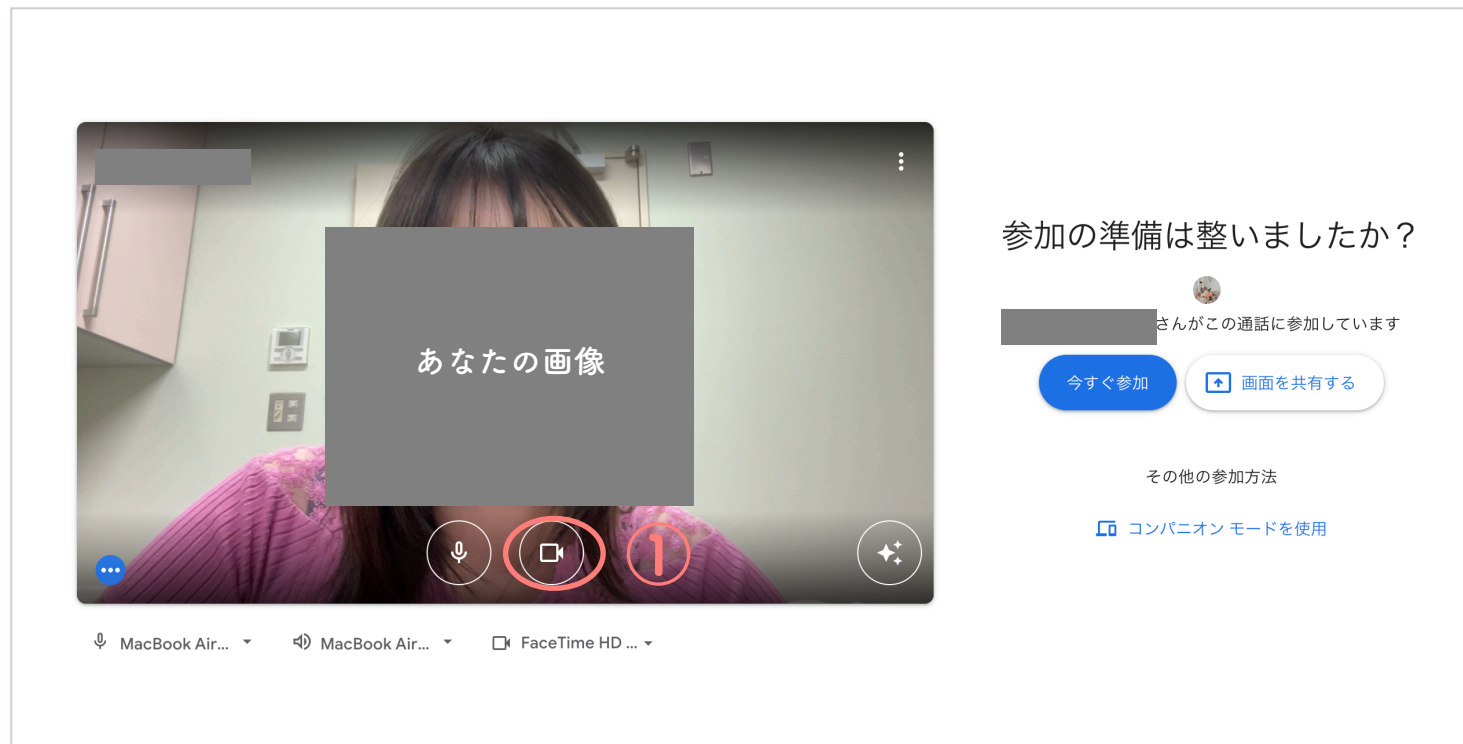 参加の準備は整いましたか？
さんがこの通話に参加しています
あなたの画像
今すぐ参加
画面を共有する
その他の参加方法
コンパニオン モードを使用
1
MacBook Air...
MacBook Air...
FaceTime HD ...